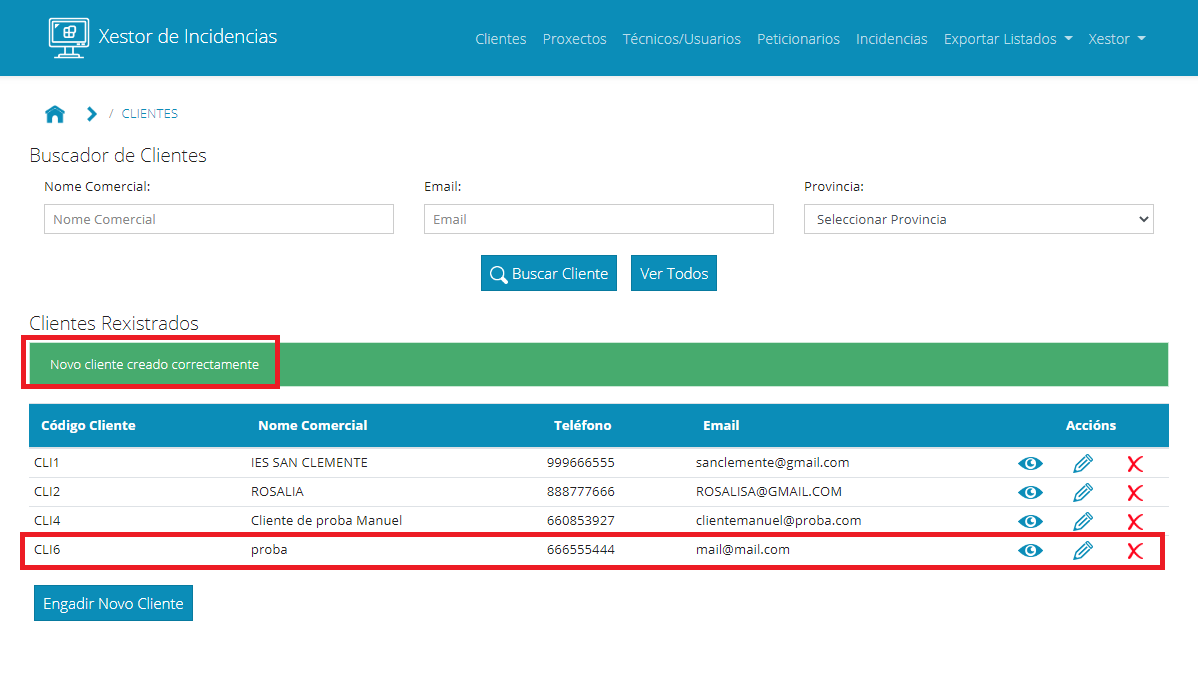 Xestor de Incidencias
Clientes Proxectos Técnicos/Usuarios Peticionarios Incidencias Exportar Listados Xestor
/ CLIENTES
Buscador de Clientes
Nome Comercial: Email: Provincia:
Nome Comercial Email Seleccionar Provincia
Buscar Cliente Ver Todos
Clientes Rexistrados
Novo cliente creado correctamente
Código Cliente Nome Comercial Teléfono Email Accións
CLI1 IES SAN CLEMENTE 999666555 sanclemente@gmail.com
CLI2 ROSALIA 888777666 ROSALISA@GMAIL.COM
CLI4 Cliente de proba Manuel 660853927 clientemanuel@proba.com
CLI6 proba 666555444 mail@mail.com
Engadir Novo Cliente